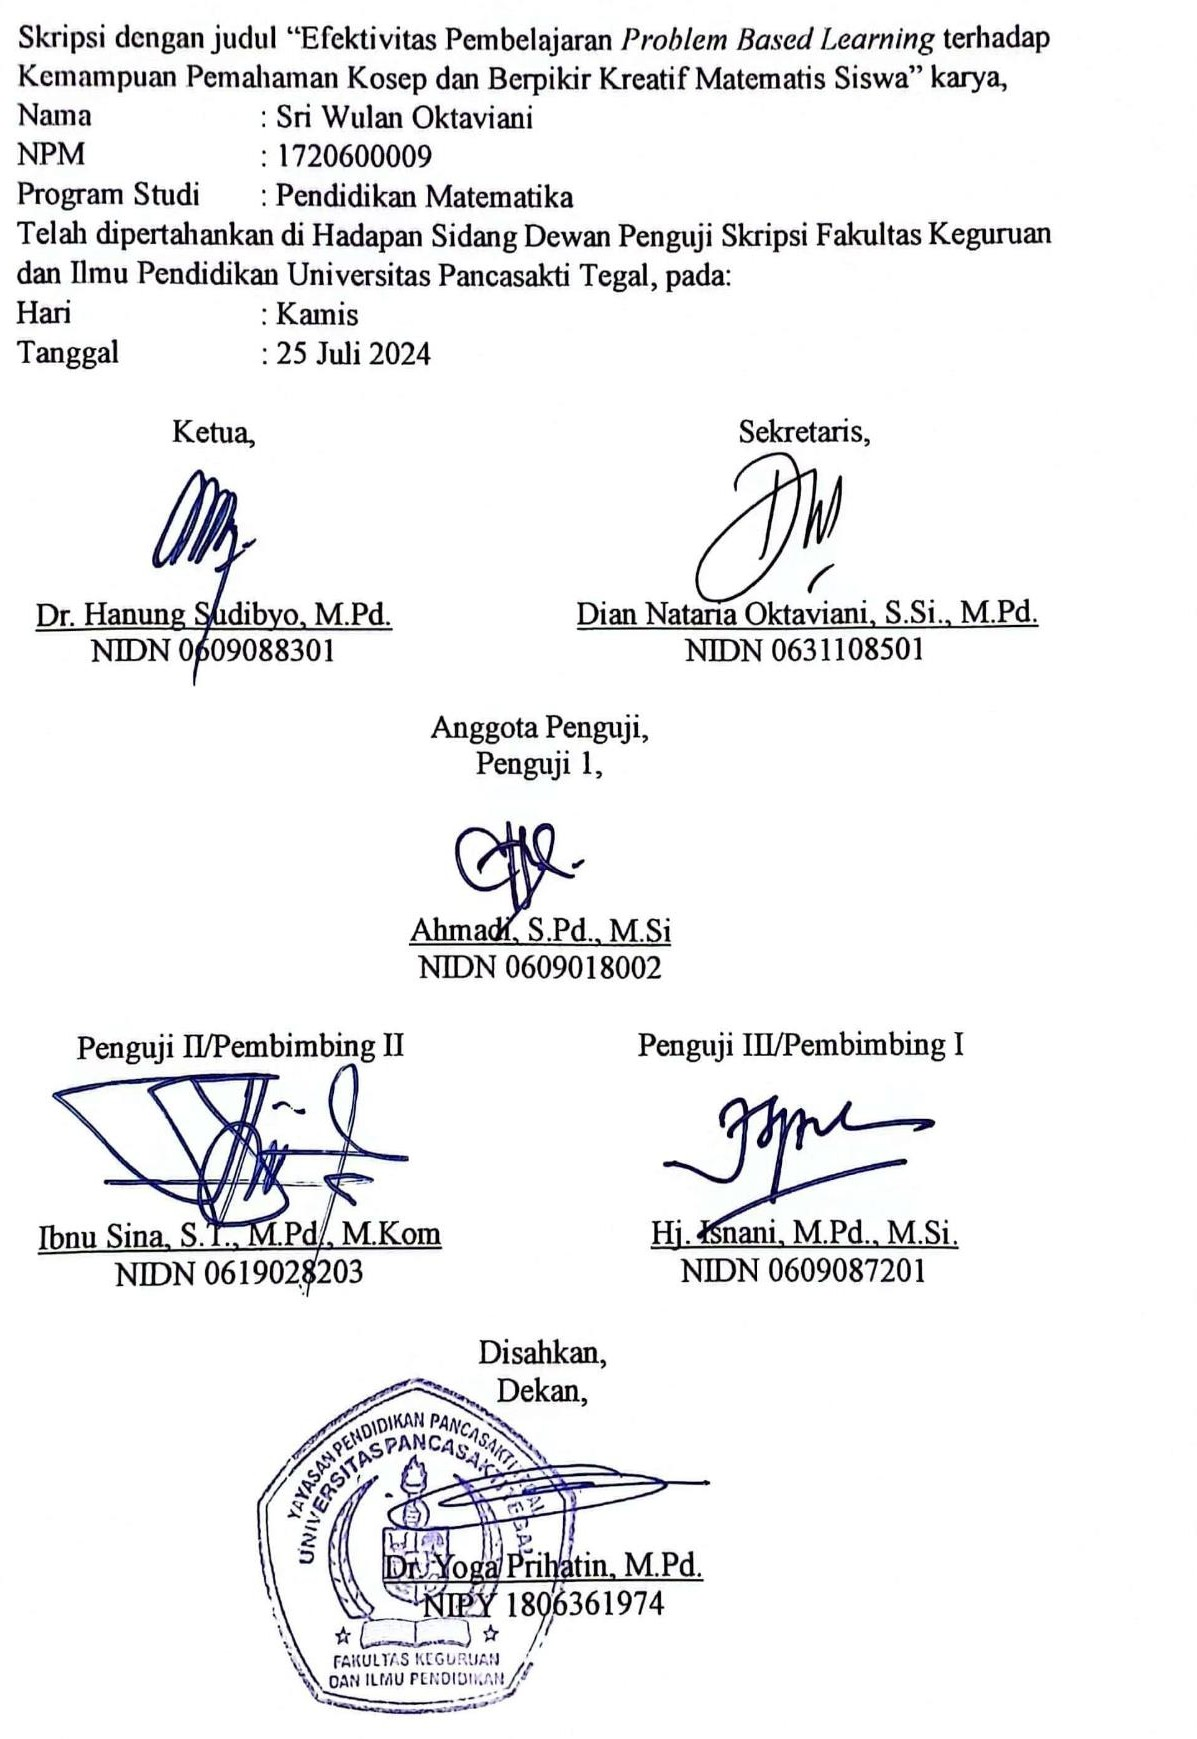 Skripsi dengan judul “Efektivitas Pembelajaran Problem Based Learning terhadap
Kemampuan Pemahaman Kosep dan Berpikir Kreatif Matematis Siswa” karya,
Nama : Sri Wulan Oktaviani
NPM : 1720600009
Program Studi : Pendidikan Matematika
Telah dipertahankan di Hadapan Sidang Dewan Penguji Skripsi Fakultas Keguruan
dan Ilmu Pendidikan Universitas Pancasakti Tegal, pada:
Hari : Kamis
Tanggal : 25 Juli 2024
Ketua,
Sekretaris,
Dr. Hanung Sudibyo, M.Pd.
NIDN 0609088301
Dian Nataria Oktaviani, S.Si., M.Pd.
NIDN 0631108501
Anggota Penguji,
Penguji 1,
Ahmadi, S.Pd., M.Si
NIDN 0609018002
Penguji II/Pembimbing II
Penguji III/Pembimbing I
Ibnu Sina, S.T., M.Pd., M.Kom
NIDN 0619028203
Hj. Isnani, M.Pd., M.Si.
NIDN 0609087201
Disahkan,
Dekan,
YAYASAN PENDIDIKAN PANCASAKTI TEGAL
UNIVERSITAS PANCASAKTI TEGAL
Dr. Yoga Prihatin, M.Pd.
NIPY 1806361974
FAKULTAS KEGURUAN
DAN ILMU PENDIDIKAN